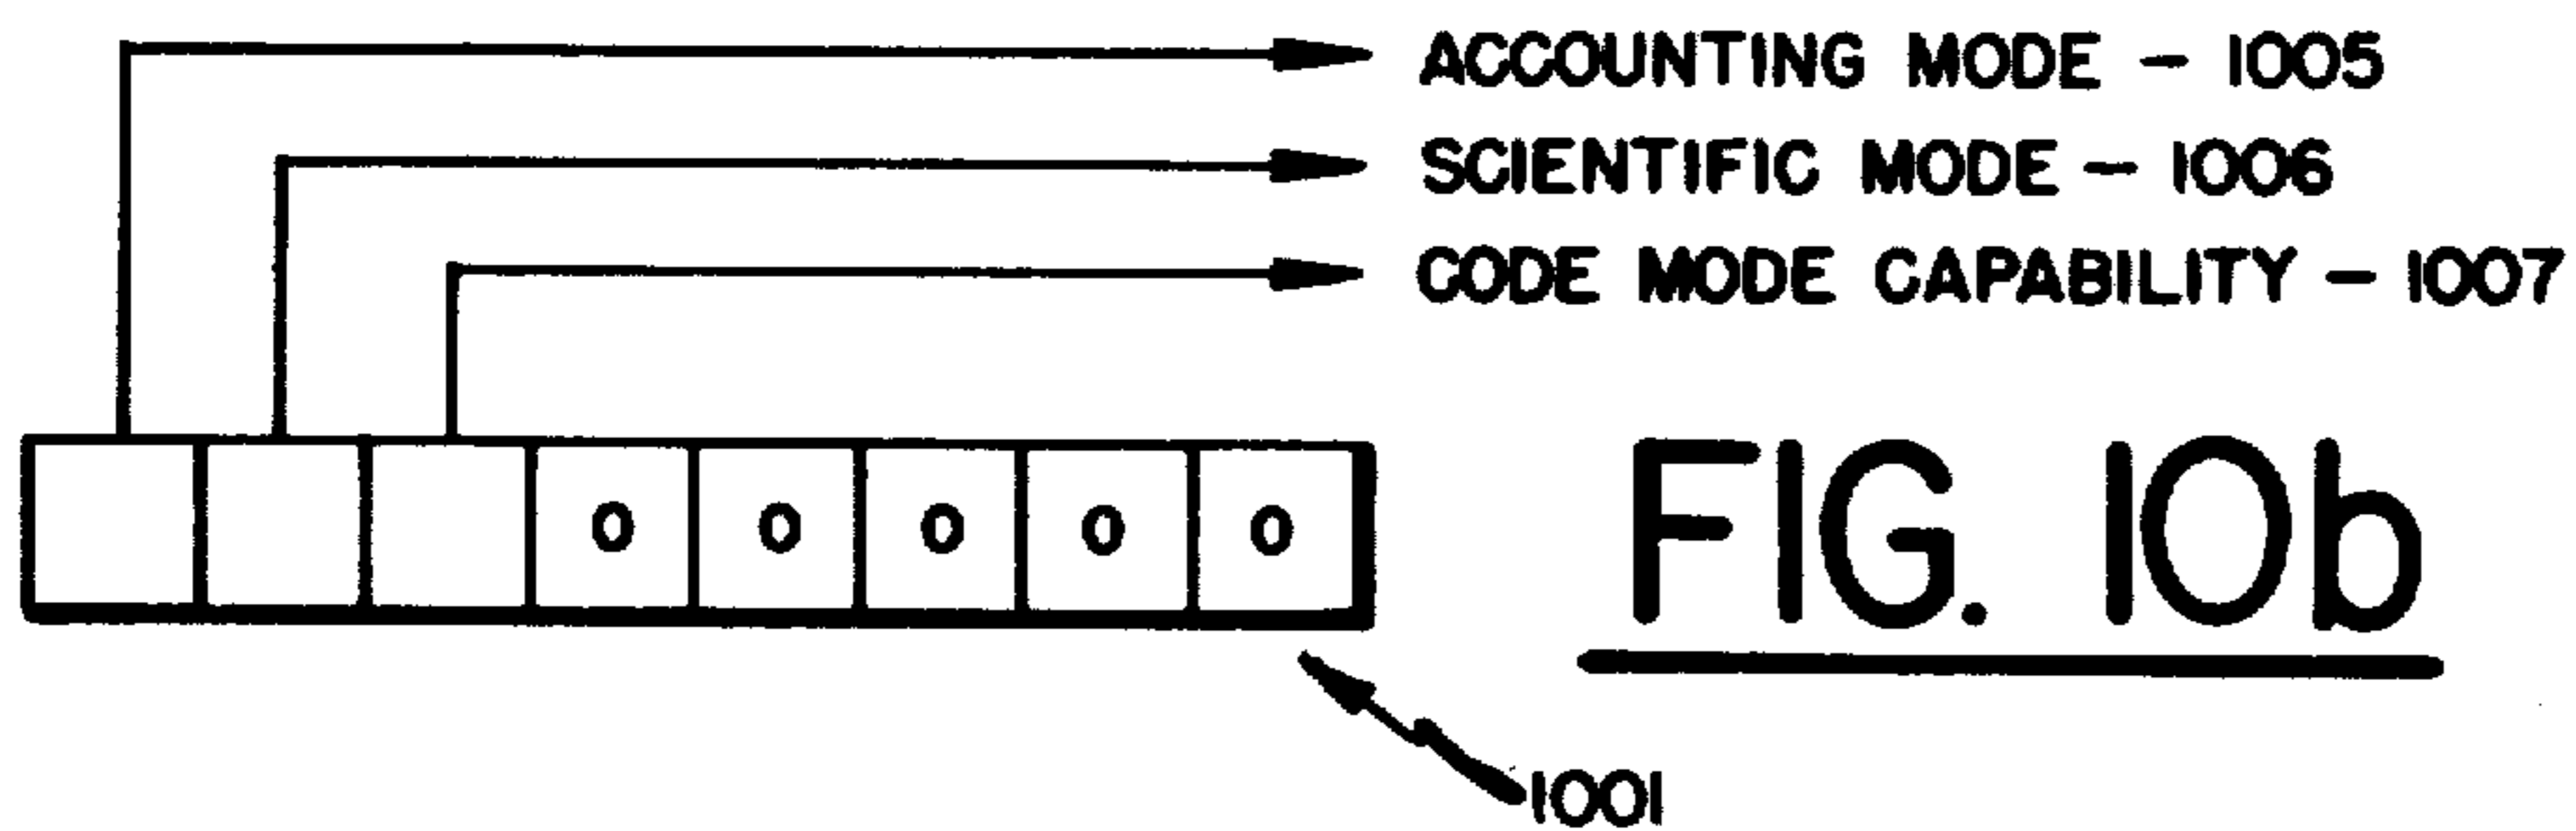 ACCOUNTING MODE - 1005
SCIENTIFIC MODE - 1006
CODE MODE CAPABILITY - 1007
0 0 0 0 0
FIG. 10b
1001